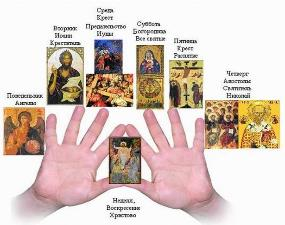 Понедельник
Ангелы
Вторник
Иоанн
Креститель
Среда
Крест
Предательство
Иуды
Суббота
Богородица
Все святые
Пятница
Крест
Распятие
Четверг
Апостолы
Святитель
Николай
Неделя,
Воскресение
Христово